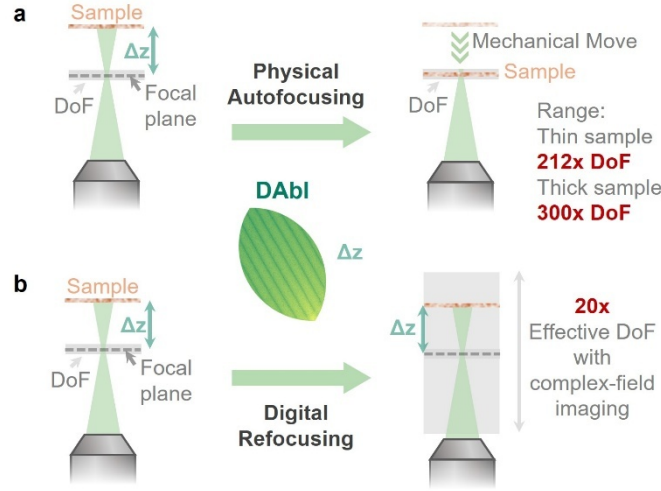 a
Sample
Δz
DoF
Focal
plane
Physical
Autofocusing
Mechanical Move
Sample
DoF
Range:
Thin sample
212x DoF
Thick sample
300x DoF
DAbI
Δz
b
Sample
Δz
DoF
Focal
plane
Digital
Refocusing
Δz
20x
Effective DoF
with
complex-field
imaging